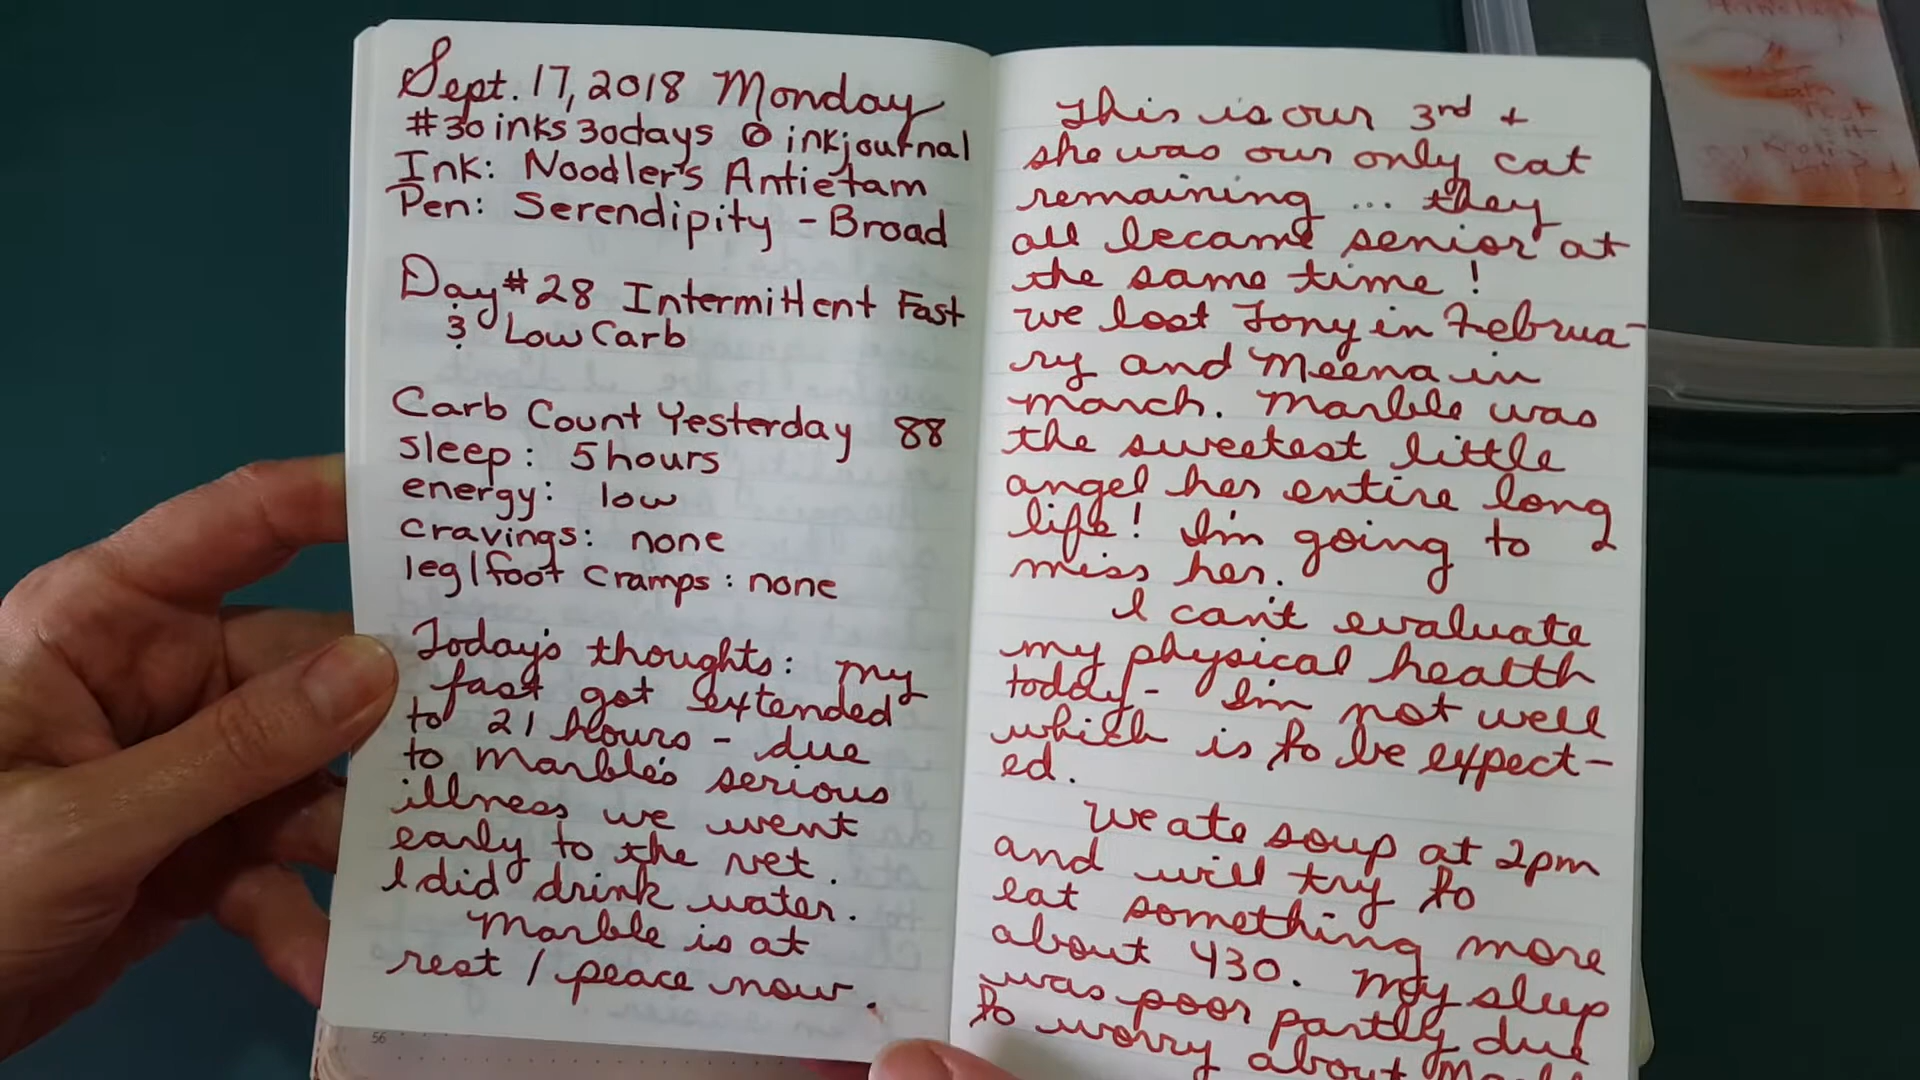 Sept. 17, 2018 Monday
#30inks30days @inkjournal
Ink: Noodler's Antietam
Pen: Serendipity - Broad
Day #28 Intermittent Fast
& Low Carb
Carb Count Yesterday 88
sleep: 5 hours
energy: low
cravings: none
leg/foot cramps: none
Today's thoughts: my
fast got extended
to 21 hours - due
to Marble's serious
illness we went
early to the vet.
I did drink water.
Marble is at
rest / peace now.
56
This is our 3rd +
she was our only cat
remaining ... they
all became senior at
the same time!
We lost Tony in Februa-
ry and Meena in
March. Marble was
the sweetest little
angel her entire long
life! I'm going to
miss her.
I can't evaluate
my physical health
today - I'm not well
which is to be expect-
ed.
We ate soup at 2pm
and will try to
eat something more
about 430. My sleep
was poor partly due
to worry about